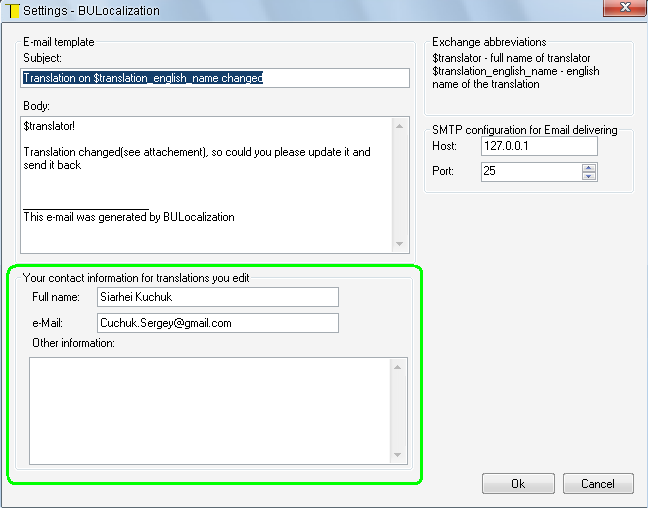 Settings - BULocalization
E-mail template
Subject:
Translation on $translation_english_name changed
Body:
$translator!
Translation changed(see attachement), so could you please update it and
send it back
____________________
This e-mail was generated by BULocalization
Exchange abbreviations
$translator - full name of translator
$translation_english_name - english
name of the translation
SMTP configuration for Email delivering
Host: 127.0.0.1
Port: 25
Your contact information for translations you edit
Full name: Siarhei Kuchuk
e-Mail: Cuchuk.Sergey@gmail.com
Other information:
Ok Cancel